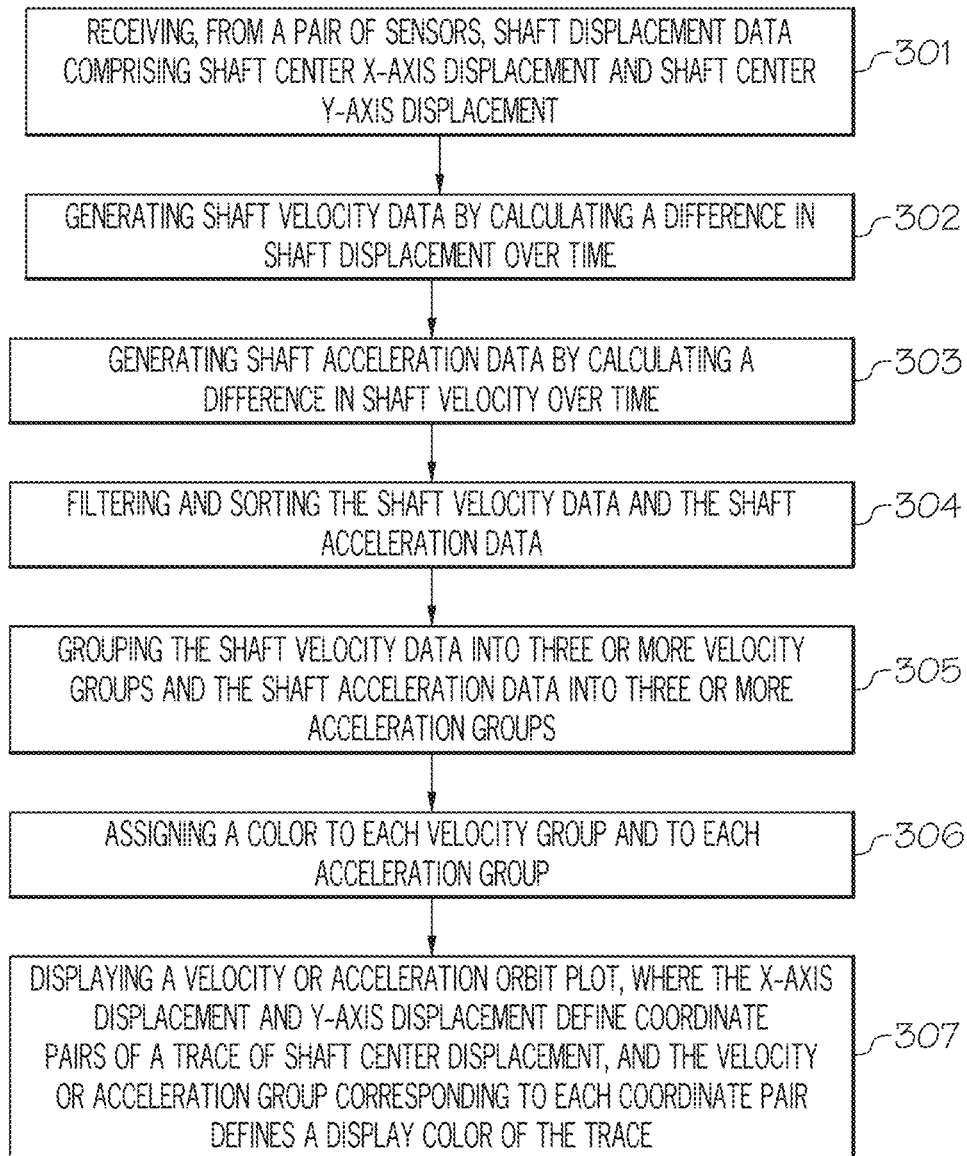 RECEIVING, FROM A PAIR OF SENSORS, SHAFT DISPLACEMENT DATA
COMPRISING SHAFT CENTER X-AXIS DISPLACEMENT AND SHAFT CENTER
Y-AXIS DISPLACEMENT
301
GENERATING SHAFT VELOCITY DATA BY CALCULATING A DIFFERENCE IN
SHAFT DISPLACEMENT OVER TIME
302
GENERATING SHAFT ACCELERATION DATA BY CALCULATING A
DIFFERENCE IN SHAFT VELOCITY OVER TIME
303
FILTERING AND SORTING THE SHAFT VELOCITY DATA AND THE SHAFT
ACCELERATION DATA
304
GROUPING THE SHAFT VELOCITY DATA INTO THREE OR MORE VELOCITY
GROUPS AND THE SHAFT ACCELERATION DATA INTO THREE OR MORE
ACCELERATION GROUPS
305
ASSIGNING A COLOR TO EACH VELOCITY GROUP AND TO EACH
ACCELERATION GROUP
306
DISPLAYING A VELOCITY OR ACCELERATION ORBIT PLOT, WHERE THE X-AXIS
DISPLACEMENT AND Y-AXIS DISPLACEMENT DEFINE COORDINATE
PAIRS OF A TRACE OF SHAFT CENTER DISPLACEMENT, AND THE VELOCITY
OR ACCELERATION GROUP CORRESPONDING TO EACH COORDINATE PAIR
DEFINES A DISPLAY COLOR OF THE TRACE
307